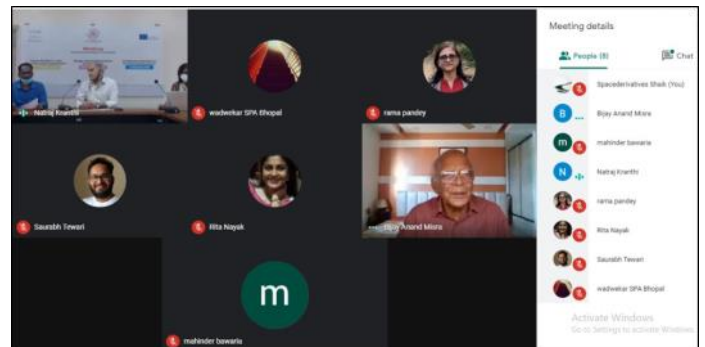 Meeting details
People (8)
Chat
Natraj Kranthi
wadwekar SPA Bhopal
rama pandey
Saurabh Tewari
Rita Nayak
Bijay Anand Misra
m
mahinder bawaria
Spacederivatives Shaik (You)
B
Bijay Anand Misra
m
mahinder bawaria
N
Natraj Kranthi
rama pandey
Rita Nayak
Saurabh Tewari
wadwekar SPA Bhopal
Activate Windows
Go to Settings to activate Windows.